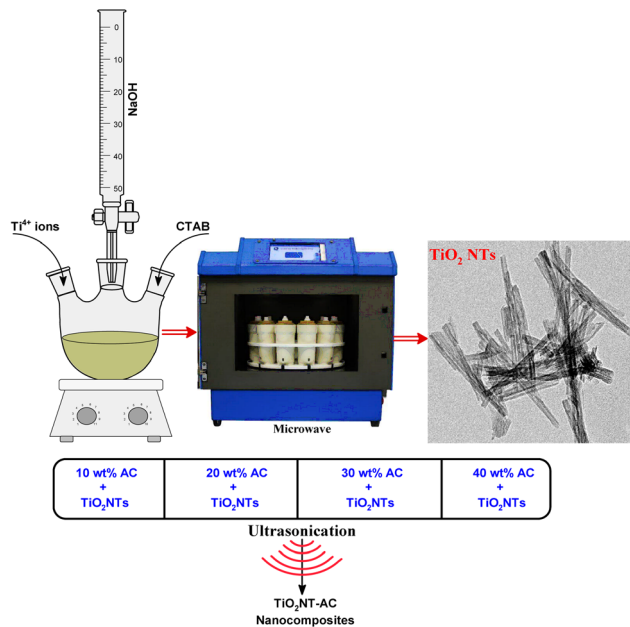 0
10
20
30
40
50
NaOH
Ti⁴⁺ ions
CTAB
TiO₂ NTs
Microwave
10 wt% AC
+
TiO₂NTs
20 wt% AC
+
TiO₂NTs
30 wt% AC
+
TiO₂NTs
40 wt% AC
+
TiO₂NTs
Ultrasonication
TiO₂NT-AC
Nanocomposites